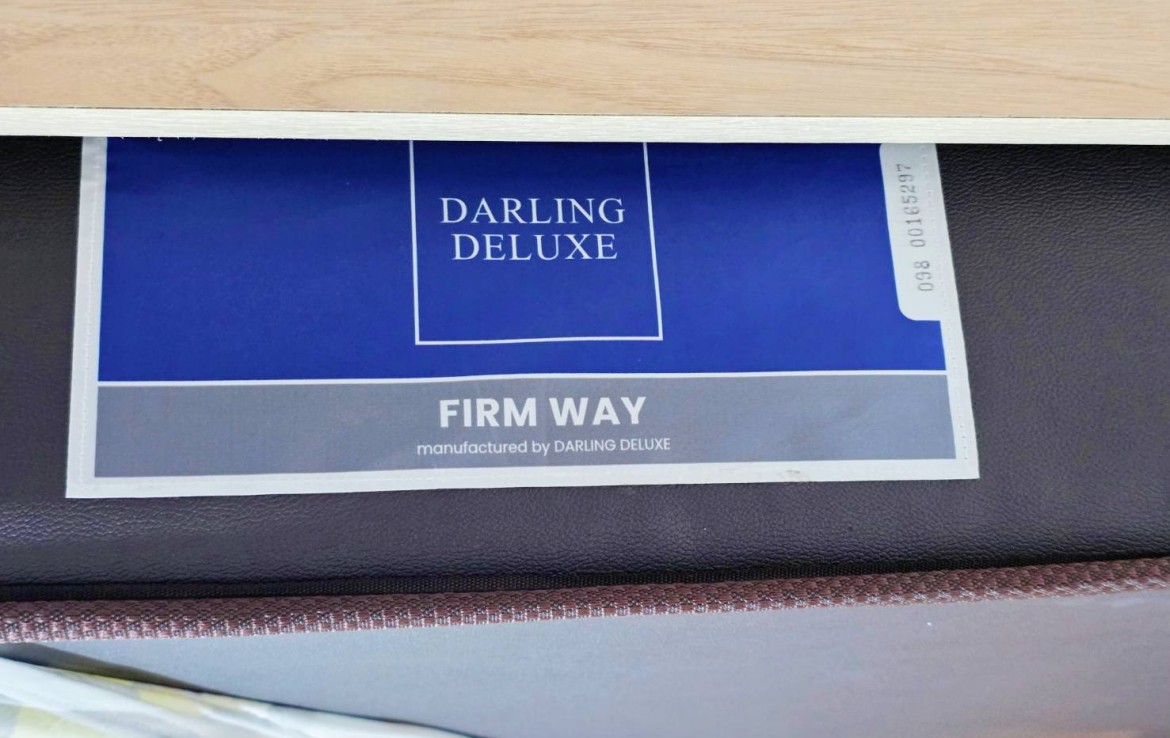 DARLING
DELUXE
098 00165297
FIRM WAY
manufactured by DARLING DELUXE